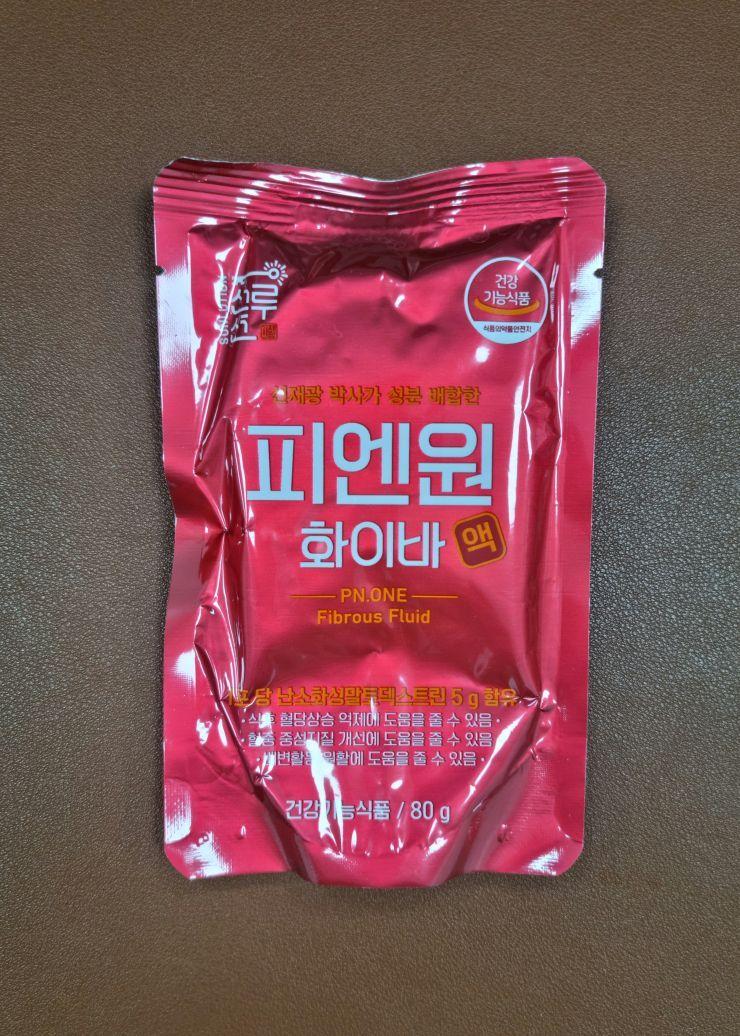 건강
기능식품
식품의약품안전처
재광 박사가 성분 배합한
피엔원
화이바 액
PN.ONE
Fibrous Fluid
1포 당 난소화성말토덱스트린 5 g 함유
· 식후 혈당상승 억제에 도움을 줄 수 있음 ·
· 혈중 중성지질 개선에 도움을 줄 수 있음 ·
· 배변활동 원활에 도움을 줄 수 있음 ·
건강기능식품 / 80 g